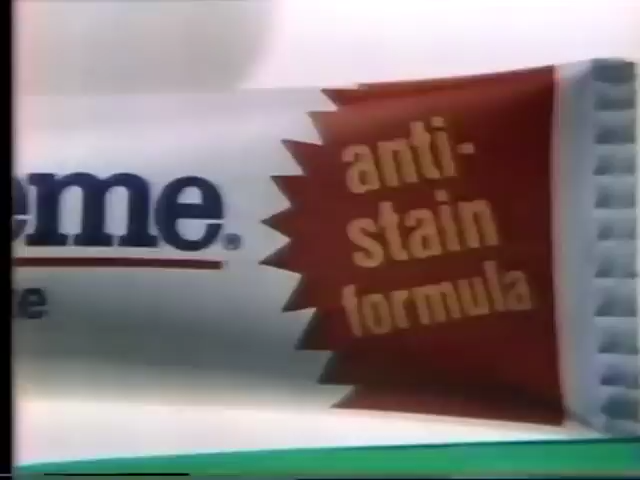 eme®
e
anti-
stain
formula